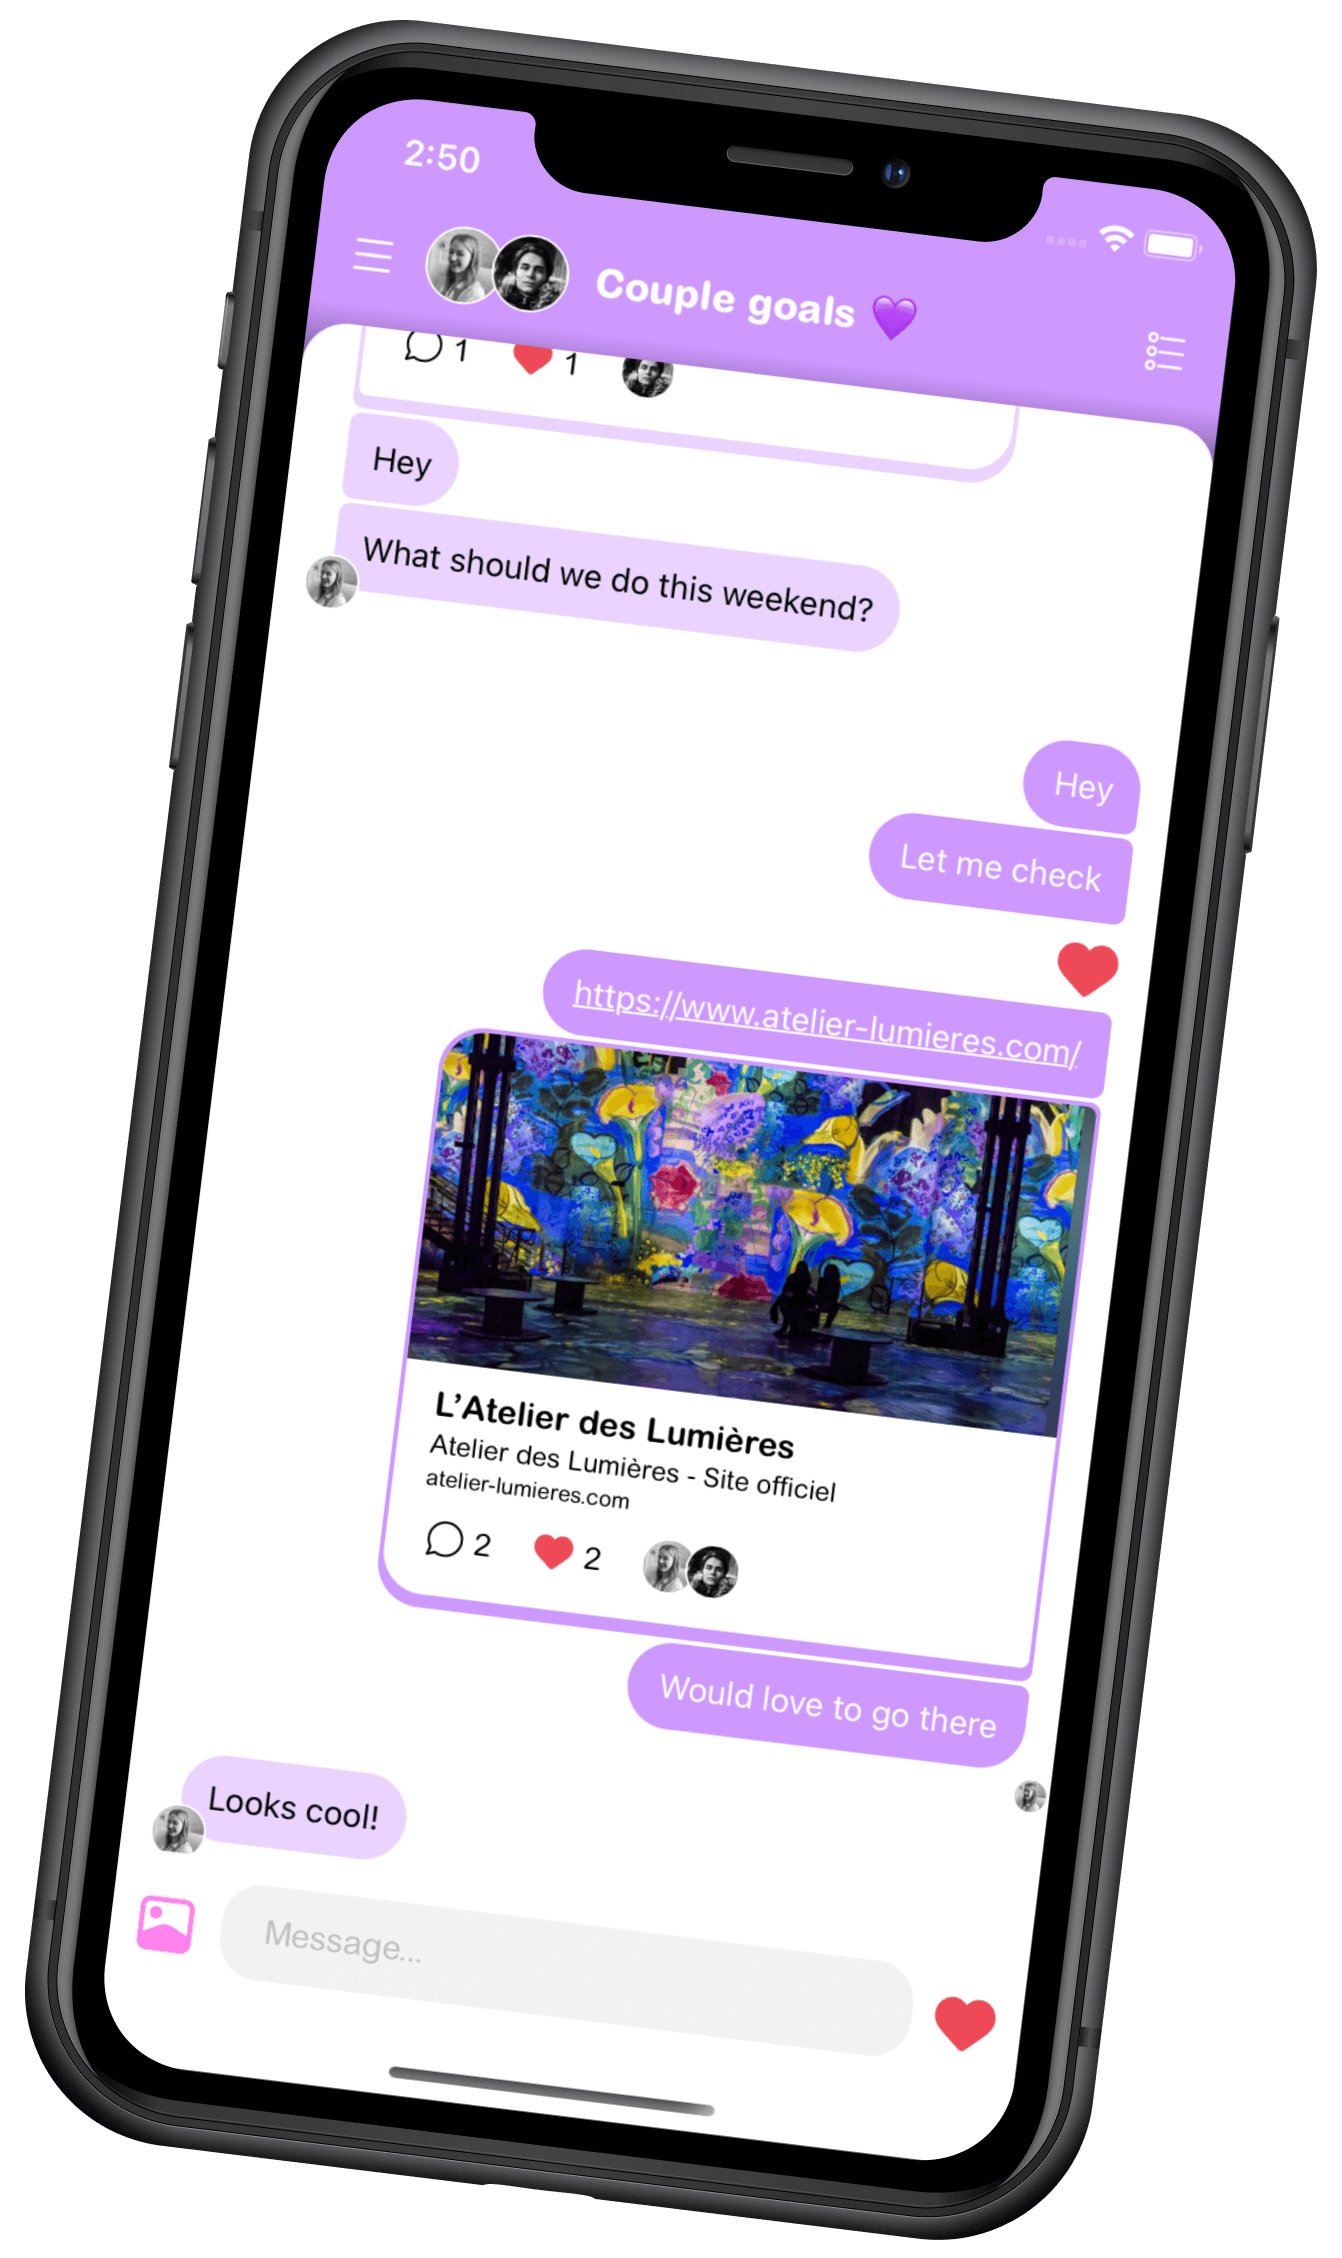 2:50
Couple goals 💜
1 1
Hey
What should we do this weekend?
Hey
Let me check
https://www.atelier-lumieres.com/
L'Atelier des Lumières
Atelier des Lumières - Site officiel
atelier-lumieres.com
2 2
Would love to go there
Looks cool!
Message...